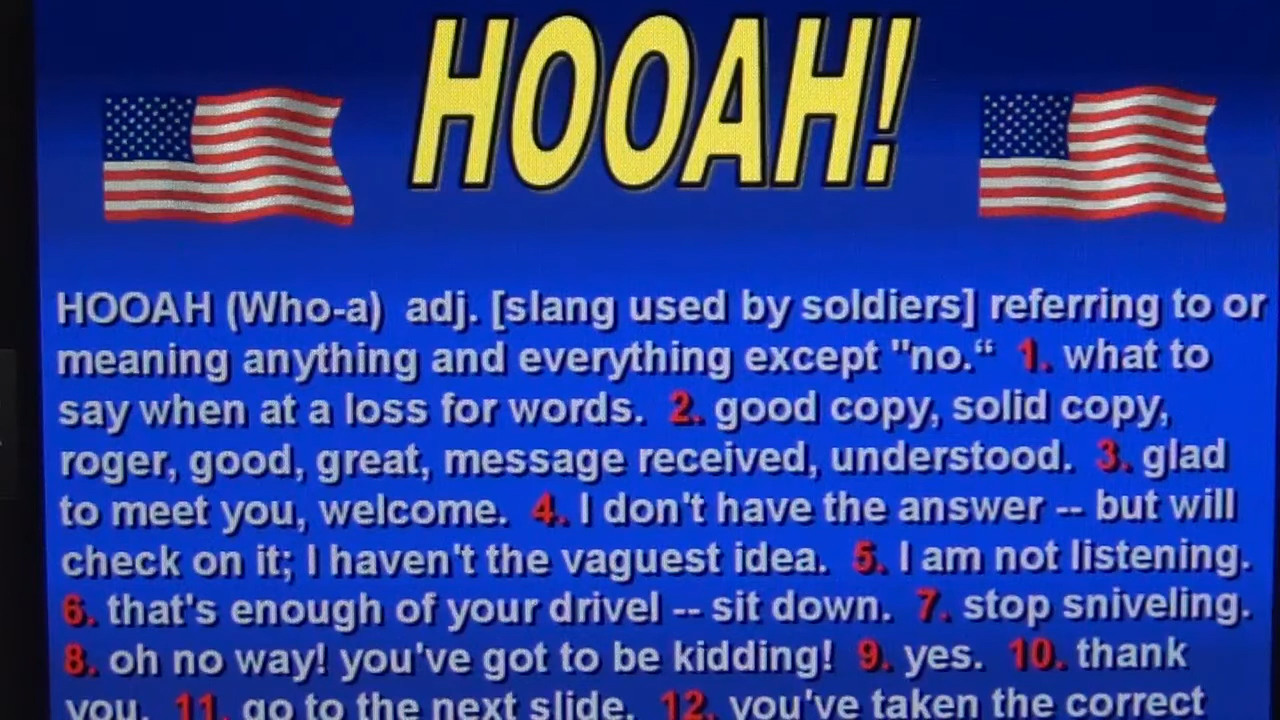 HOOAH!
HOOAH (Who-a) adj. [slang used by soldiers] referring to or
meaning anything and everything except "no.“ 1. what to
say when at a loss for words. 2. good copy, solid copy,
roger, good, great, message received, understood. 3. glad
to meet you, welcome. 4. I don't have the answer -- but will
check on it; I haven't the vaguest idea. 5. I am not listening.
6. that's enough of your drivel -- sit down. 7. stop sniveling.
8. oh no way! you've got to be kidding! 9. yes. 10. thank
you. 11. go to the next slide. 12. you've taken the correct